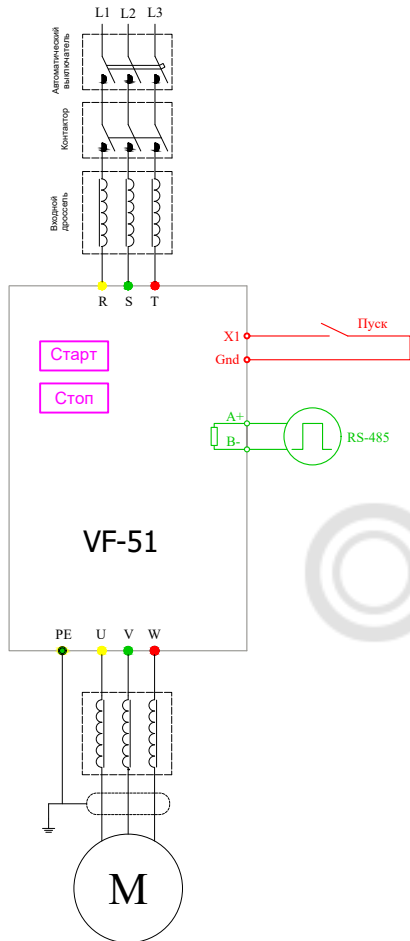 L1 L2 L3
Автоматический
выключатель
Контактор
Входной
дроссель
R S T
X1
Пуск
Gnd
Старт
Стоп
A+
B-
RS-485
VF-51
PE U V W
M